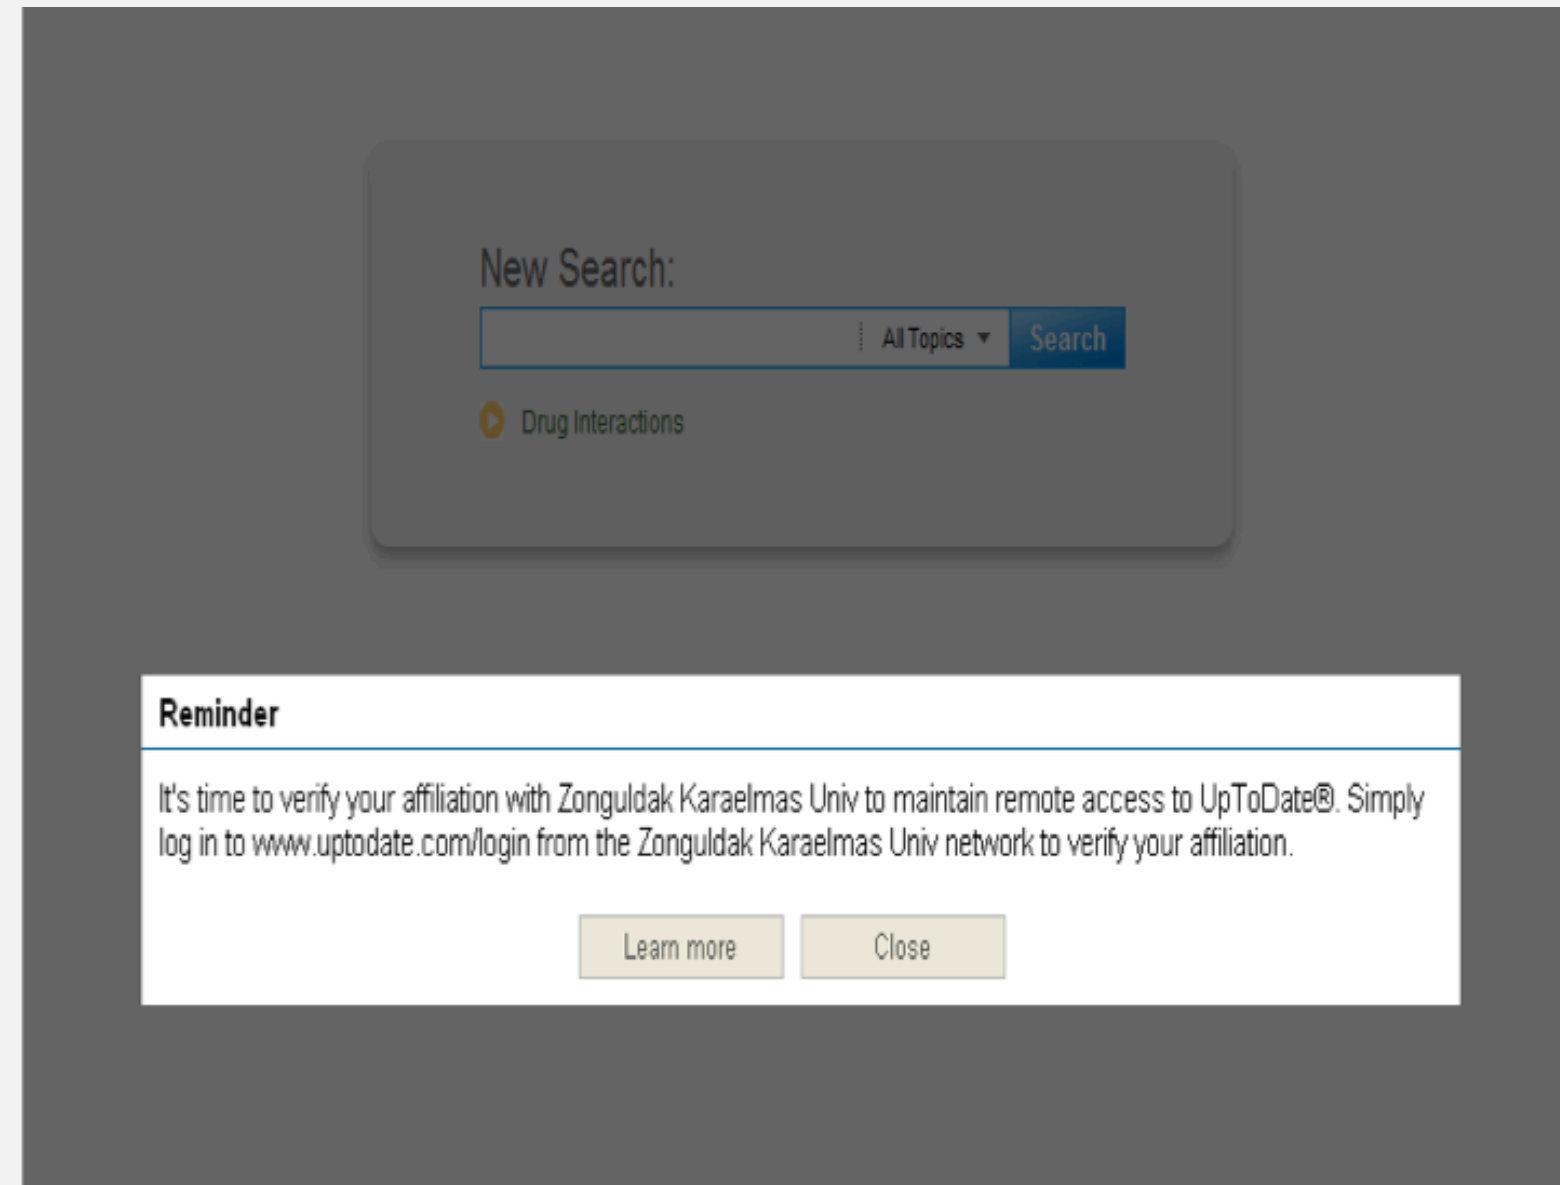 New Search:
All Topics Search
Drug Interactions
Reminder
It's time to verify your affiliation with Zonguldak Karaelmas Univ to maintain remote access to UpToDate®. Simply
log in to www.uptodate.com/login from the Zonguldak Karaelmas Univ network to verify your affiliation.
Learn more Close